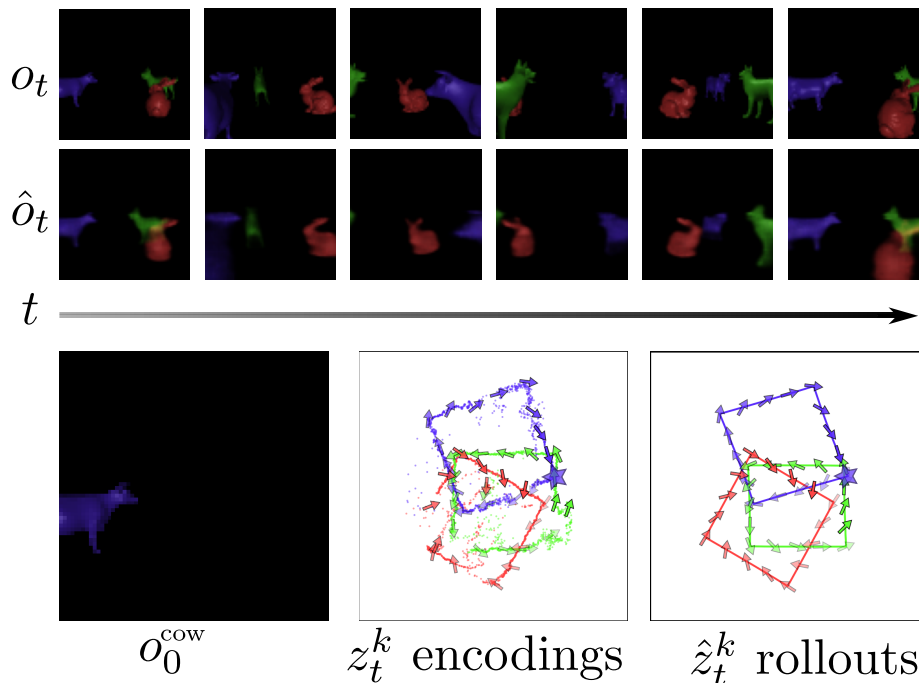 o_t
ô_t
t
o_0^cow
z_t^k encodings
ẑ_t^k rollouts